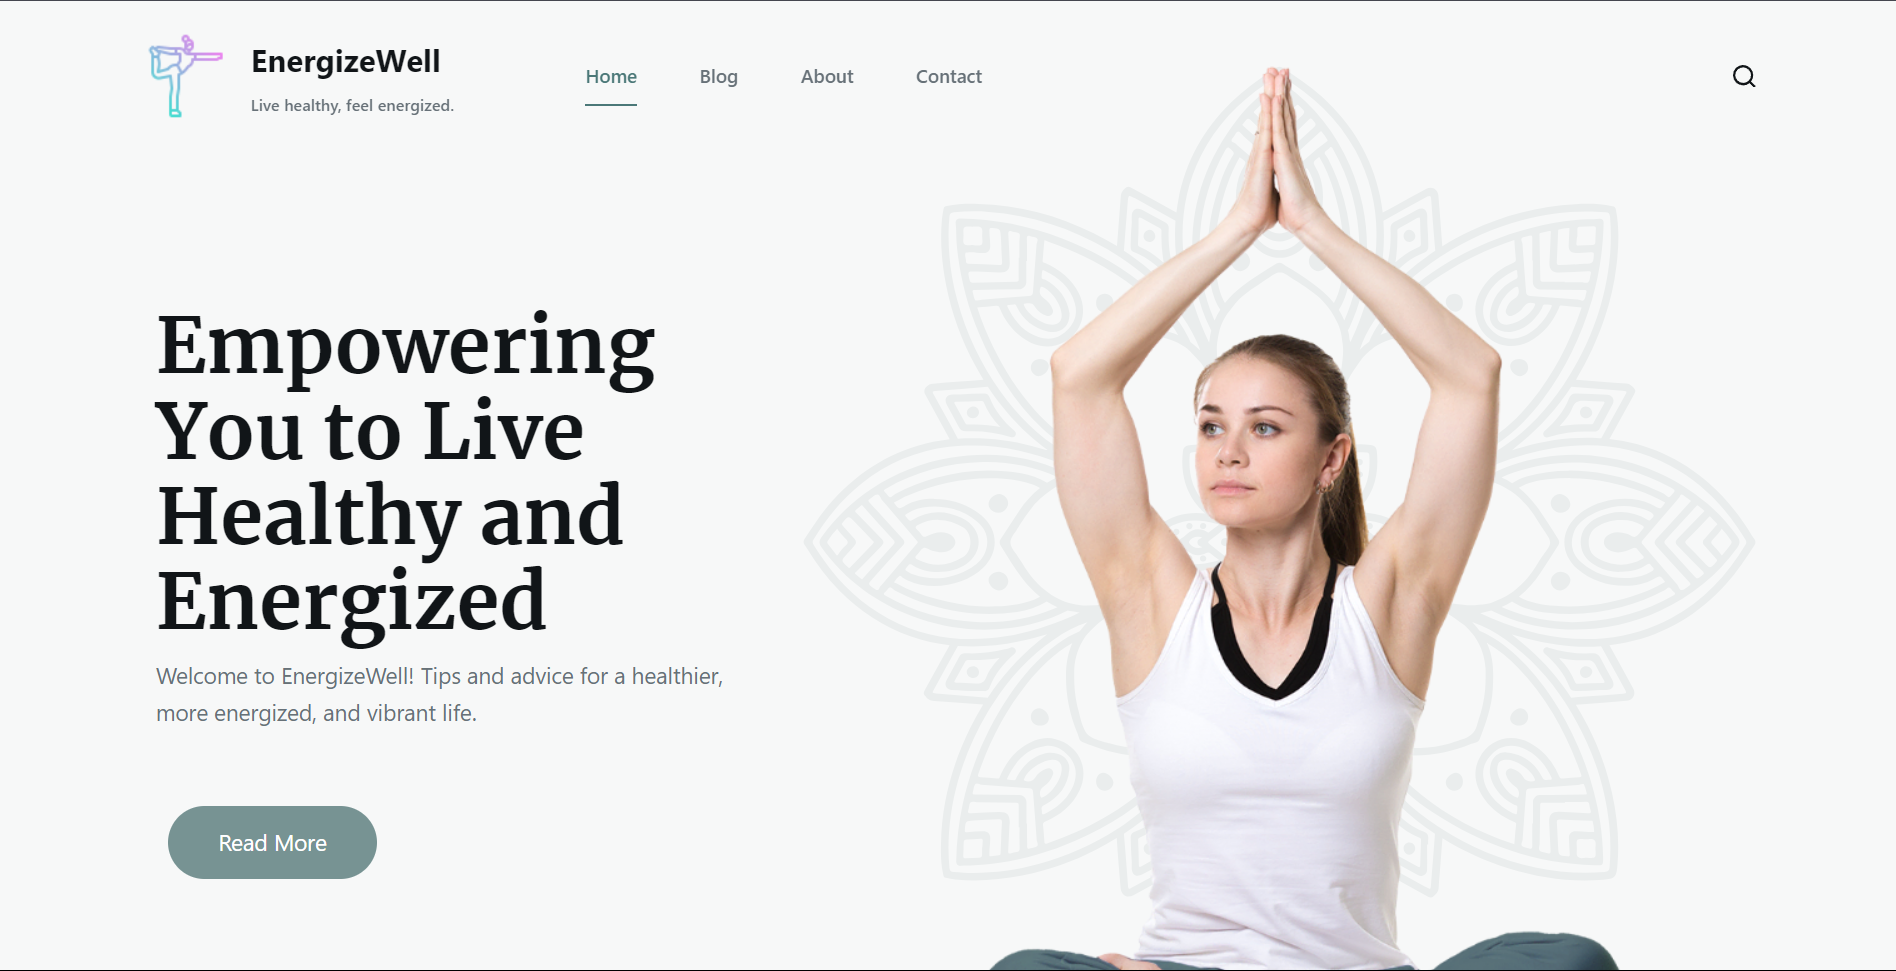 EnergizeWell
Live healthy, feel energized.
Home
Blog
About
Contact
Empowering
You to Live
Healthy and
Energized
Welcome to EnergizeWell! Tips and advice for a healthier,
more energized, and vibrant life.
Read More